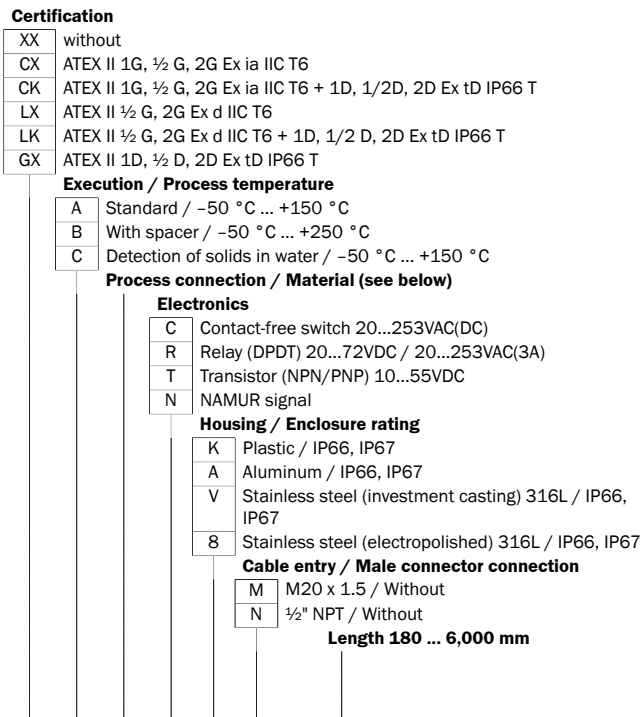 Certification
XX without
CX ATEX II 1G, ½ G, 2G Ex ia IIC T6
CK ATEX II 1G, ½ G, 2G Ex ia IIC T6 + 1D, 1/2D, 2D Ex tD IP66 T
LX ATEX II ½ G, 2G Ex d IIC T6
LK ATEX II ½ G, 2G Ex d IIC T6 + 1D, 1/2 D, 2D Ex tD IP66 T
GX ATEX II 1D, ½ D, 2D Ex tD IP66 T
Execution / Process temperature
A Standard / –50 °C ... +150 °C
B With spacer / –50 °C ... +250 °C
C Detection of solids in water / –50 °C ... +150 °C
Process connection / Material (see below)
Electronics
C Contact-free switch 20...253VAC(DC)
R Relay (DPDT) 20...72VDC / 20...253VAC(3A)
T Transistor (NPN/PNP) 10...55VDC
N NAMUR signal
Housing / Enclosure rating
K Plastic / IP66, IP67
A Aluminum / IP66, IP67
V Stainless steel (investment casting) 316L / IP66,
IP67
8 Stainless steel (electropolished) 316L / IP66, IP67
Cable entry / Male connector connection
M M20 x 1.5 / Without
N ½" NPT / Without
Length 180 ... 6,000 mm